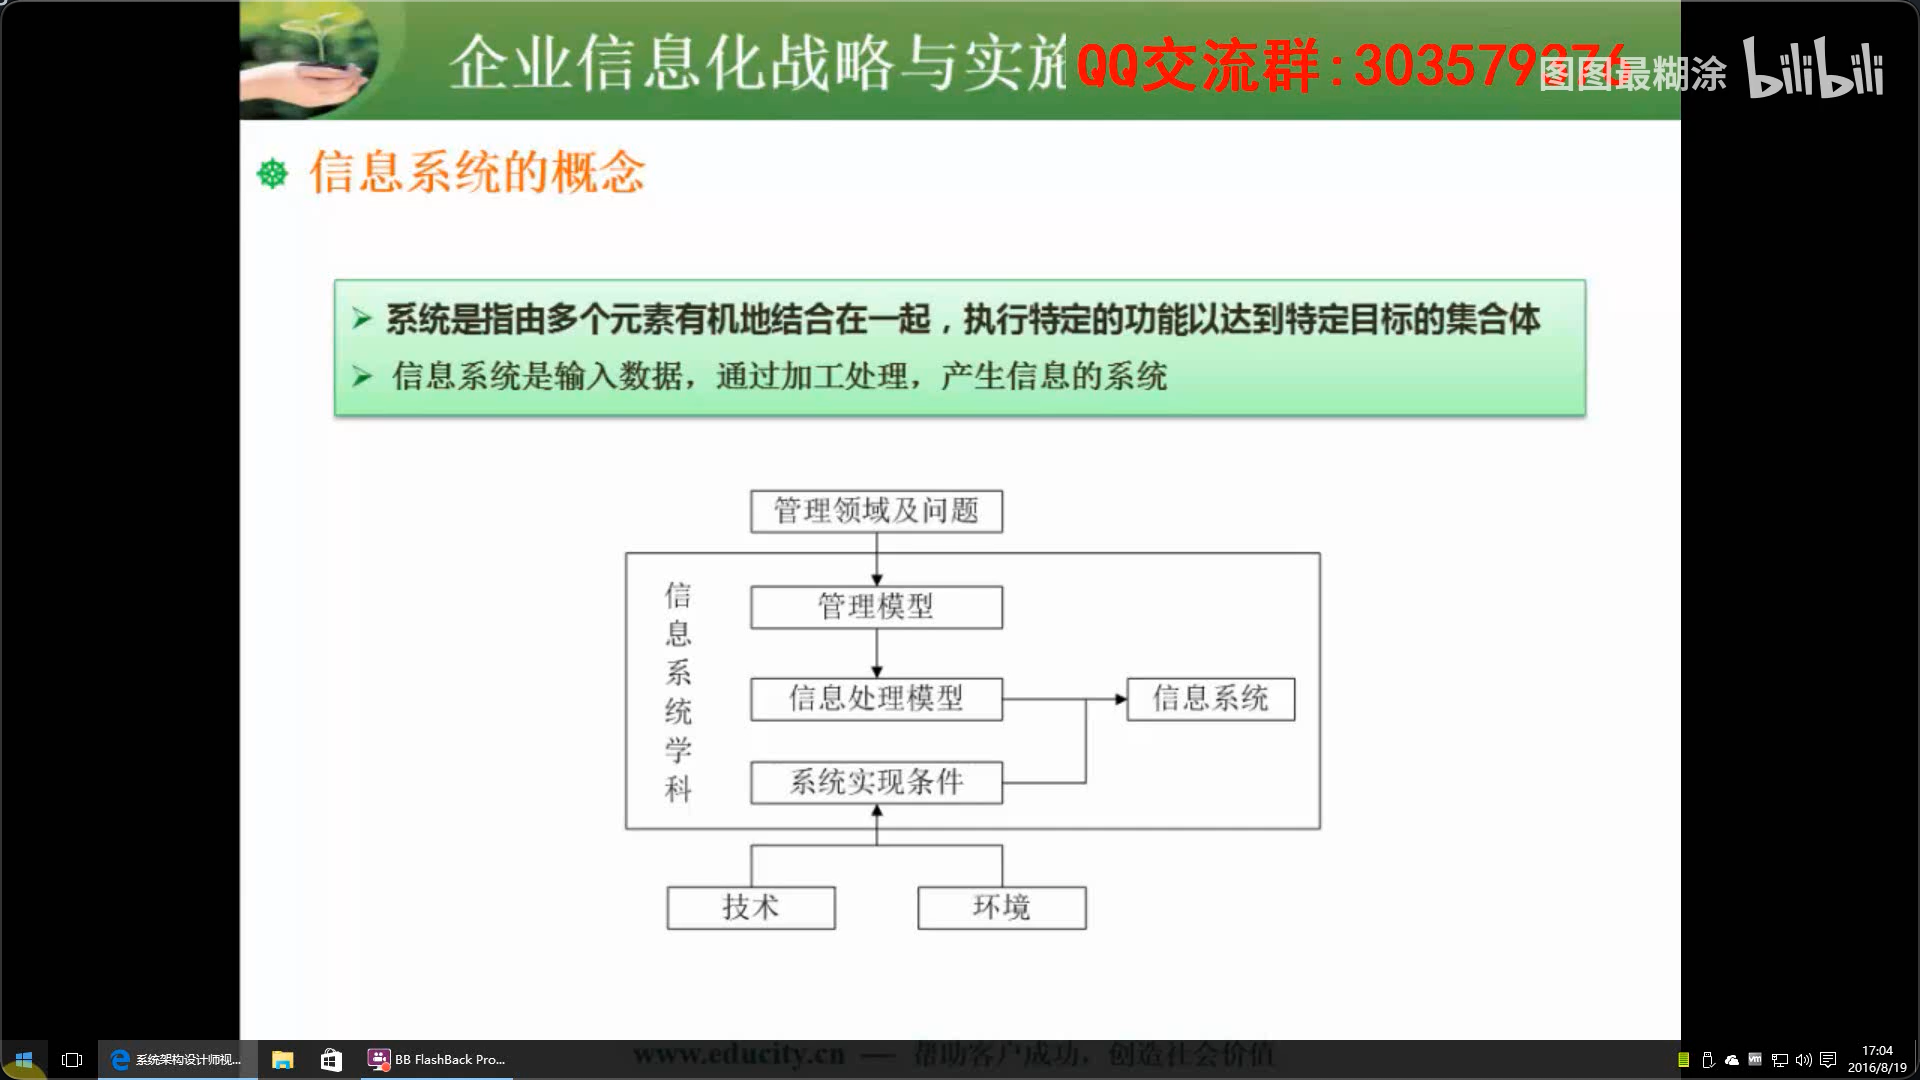 企业信息化战略与实施
QQ交流群:303579276
图图最糊涂 bilibili
信息系统的概念
系统是指由多个元素有机地结合在一起，执行特定的功能以达到特定目标的集合体
信息系统是输入数据，通过加工处理，产生信息的系统
管理领域及问题
信息系统学科
管理模型
信息处理模型
信息系统
系统实现条件
技术
环境
系统架构设计师视...
BB FlashBack Pro...
www.educity.cn — 帮助客户成功，创造社会价值
17:04
2016/8/19